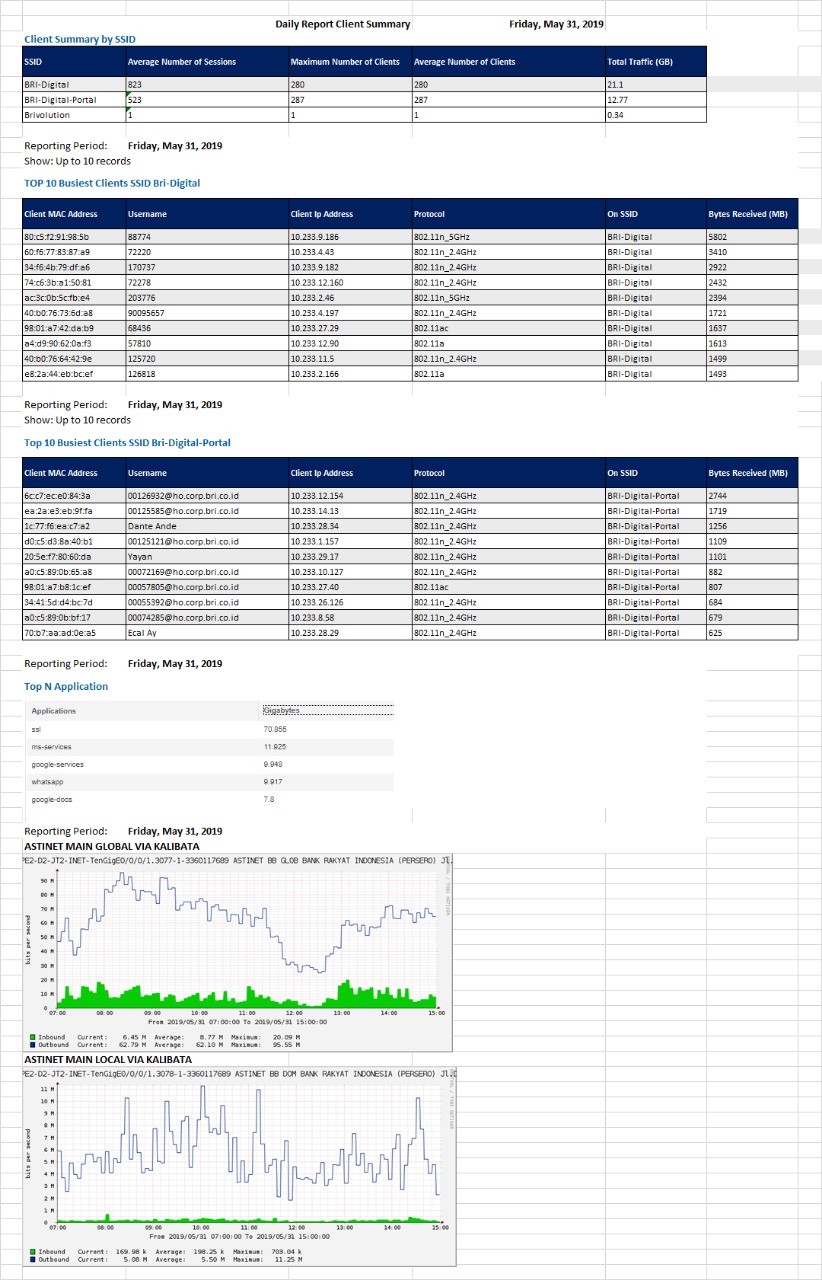 Daily Report Client Summary Friday, May 31, 2019
Client Summary by SSID
SSID Average Number of Sessions Maximum Number of Clients Average Number of Clients Total Traffic (GB)
BRI-Digital 823 280 280 21.1
BRI-Digital-Portal 523 287 287 12.77
Brivolution 1 1 1 0.34
Reporting Period: Friday, May 31, 2019
Show: Up to 10 records
TOP 10 Busiest Clients SSID Bri-Digital
Client MAC Address Username Client Ip Address Protocol On SSID Bytes Received (MB)
80:c5:f2:91:98:5b 88774 10.233.9.186 802.11n_5GHz BRI-Digital 5802
60:f6:77:83:87:a9 72220 10.233.4.43 802.11n_2.4GHz BRI-Digital 3410
34:f6:4b:79:df:a6 170737 10.233.9.182 802.11n_2.4GHz BRI-Digital 2922
74:c6:3b:a1:50:81 72278 10.233.12.160 802.11n_2.4GHz BRI-Digital 2432
ac:3c:0b:5c:fb:e4 203776 10.233.2.46 802.11n_5GHz BRI-Digital 2394
40:b0:76:73:6d:a8 90095657 10.233.4.197 802.11n_2.4GHz BRI-Digital 1721
98:01:a7:42:da:b9 68436 10.233.27.29 802.11ac BRI-Digital 1637
a4:d9:90:62:0a:f3 57810 10.233.12.90 802.11a BRI-Digital 1613
40:b0:76:64:42:9e 125720 10.233.11.5 802.11n_2.4GHz BRI-Digital 1499
e8:2a:44:eb:bc:ef 126818 10.233.2.166 802.11a BRI-Digital 1493
Reporting Period: Friday, May 31, 2019
Show: Up to 10 records
Top 10 Busiest Clients SSID Bri-Digital-Portal
Client MAC Address Username Client Ip Address Protocol On SSID Bytes Received (MB)
6c:c7:ec:e0:84:3a 00126932@ho.corp.bri.co.id 10.233.12.154 802.11n_2.4GHz BRI-Digital-Portal 2744
ea:2a:e3:eb:9f:fa 00125585@ho.corp.bri.co.id 10.233.14.13 802.11n_2.4GHz BRI-Digital-Portal 1719
1c:77:f6:ea:c7:a2 Dante Ande 10.233.28.34 802.11n_2.4GHz BRI-Digital-Portal 1256
d0:c5:d3:8a:40:b1 00125121@ho.corp.bri.co.id 10.233.1.157 802.11n_2.4GHz BRI-Digital-Portal 1109
20:5e:f7:80:60:da Yayan 10.233.29.17 802.11n_2.4GHz BRI-Digital-Portal 1101
a0:c5:89:0b:65:a8 00072169@ho.corp.bri.co.id 10.233.10.127 802.11n_2.4GHz BRI-Digital-Portal 882
98:01:a7:b8:1c:ef 00057805@ho.corp.bri.co.id 10.233.27.40 802.11ac BRI-Digital-Portal 807
34:41:5d:d4:bc:7d 00055392@ho.corp.bri.co.id 10.233.26.126 802.11n_2.4GHz BRI-Digital-Portal 684
a0:c5:89:0b:bf:17 00074285@ho.corp.bri.co.id 10.233.8.58 802.11n_2.4GHz BRI-Digital-Portal 679
70:b7:aa:ad:0e:a5 Ecal Ay 10.233.28.29 802.11n_2.4GHz BRI-Digital-Portal 625
Reporting Period: Friday, May 31, 2019
Top N Application
Applications Gigabytes
ssl 70.855
ms-services 11.925
google-services 9.948
whatsapp 9.917
google-docs 7.8
Reporting Period: Friday, May 31, 2019
ASTINET MAIN GLOBAL VIA KALIBATA
PE2-D2-JT2-INET-TenGigE0/0/0/1.3077-1-3360117689 ASTINET BB GLOB BANK RAKYAT INDONESIA (PERSERO) Jl.
90 M
80 M
70 M
60 M
50 M
40 M
30 M
20 M
10 M
0
bits per second
07:00 08:00 09:00 10:00 11:00 12:00 13:00 14:00 15:00
From 2019/05/31 07:00:00 To 2019/05/31 15:00:00
Inbound Current: 6.45 M Average: 8.77 M Maximum: 20.09 M
Outbound Current: 62.79 M Average: 62.10 M Maximum: 95.55 M
ASTINET MAIN LOCAL VIA KALIBATA
PE2-D2-JT2-INET-TenGigE0/0/0/1.3078-1-3360117689 ASTINET BB DOM BANK RAKYAT INDONESIA (PERSERO) Jl.
11 M
10 M
9 M
8 M
7 M
6 M
5 M
4 M
3 M
2 M
1 M
0
bits per second
07:00 08:00 09:00 10:00 11:00 12:00 13:00 14:00 15:00
From 2019/05/31 07:00:00 To 2019/05/31 15:00:00
Inbound Current: 169.98 k Average: 198.25 k Maximum: 703.04 k
Outbound Current: 5.08 M Average: 5.50 M Maximum: 11.25 M